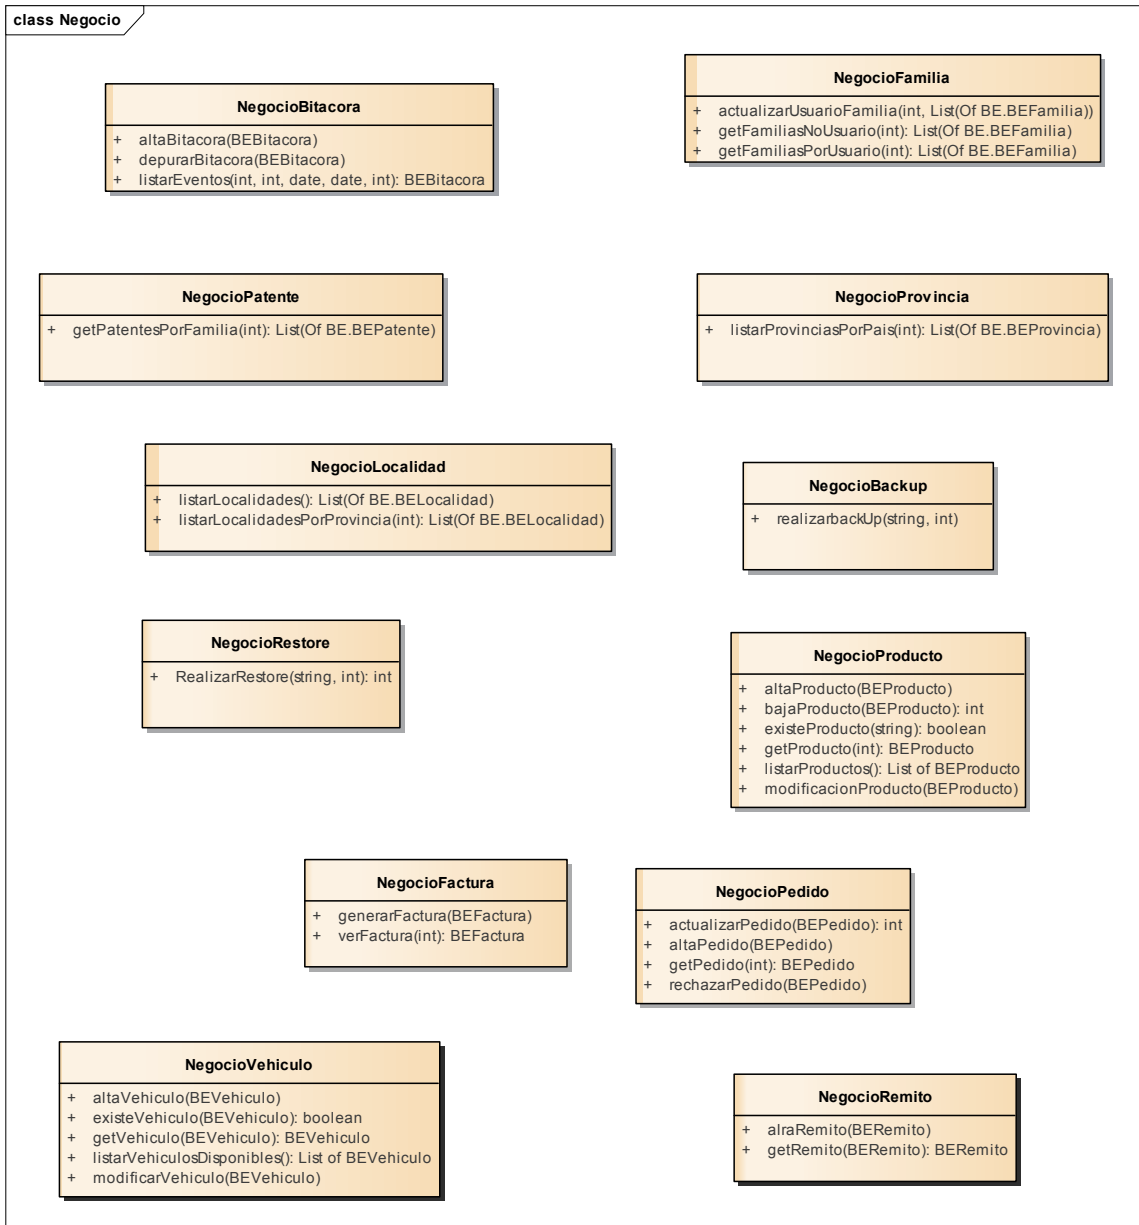 class Negocio
NegocioBitacora
+ altaBitacora(BEBitacora)
+ depurarBitacora(BEBitacora)
+ listarEventos(int, int, date, date, int): BEBitacora
NegocioFamilia
+ actualizarUsuarioFamilia(int, List(Of BE.BEFamilia))
+ getFamiliasNoUsuario(int): List(Of BE.BEFamilia)
+ getFamiliasPorUsuario(int): List(Of BE.BEFamilia)
NegocioPatente
+ getPatentesPorFamilia(int): List(Of BE.BEPatente)
NegocioProvincia
+ listarProvinciasPorPais(int): List(Of BE.BEProvincia)
NegocioLocalidad
+ listarLocalidades(): List(Of BE.BELocalidad)
+ listarLocalidadesPorProvincia(int): List(Of BE.BELocalidad)
NegocioBackup
+ realizarbackUp(string, int)
NegocioRestore
+ RealizarRestore(string, int): int
NegocioProducto
+ altaProducto(BEProducto)
+ bajaProducto(BEProducto): int
+ existeProducto(string): boolean
+ getProducto(int): BEProducto
+ listarProductos(): List of BEProducto
+ modificacionProducto(BEProducto)
NegocioFactura
+ generarFactura(BEFactura)
+ verFactura(int): BEFactura
NegocioPedido
+ actualizarPedido(BEPedido): int
+ altaPedido(BEPedido)
+ getPedido(int): BEPedido
+ rechazarPedido(BEPedido)
NegocioVehiculo
+ altaVehiculo(BEVehiculo)
+ existeVehiculo(BEVehiculo): boolean
+ getVehiculo(BEVehiculo): BEVehiculo
+ listarVehiculosDisponibles(): List of BEVehiculo
+ modificarVehiculo(BEVehiculo)
NegocioRemito
+ alraRemito(BERemito)
+ getRemito(BERemito): BERemito